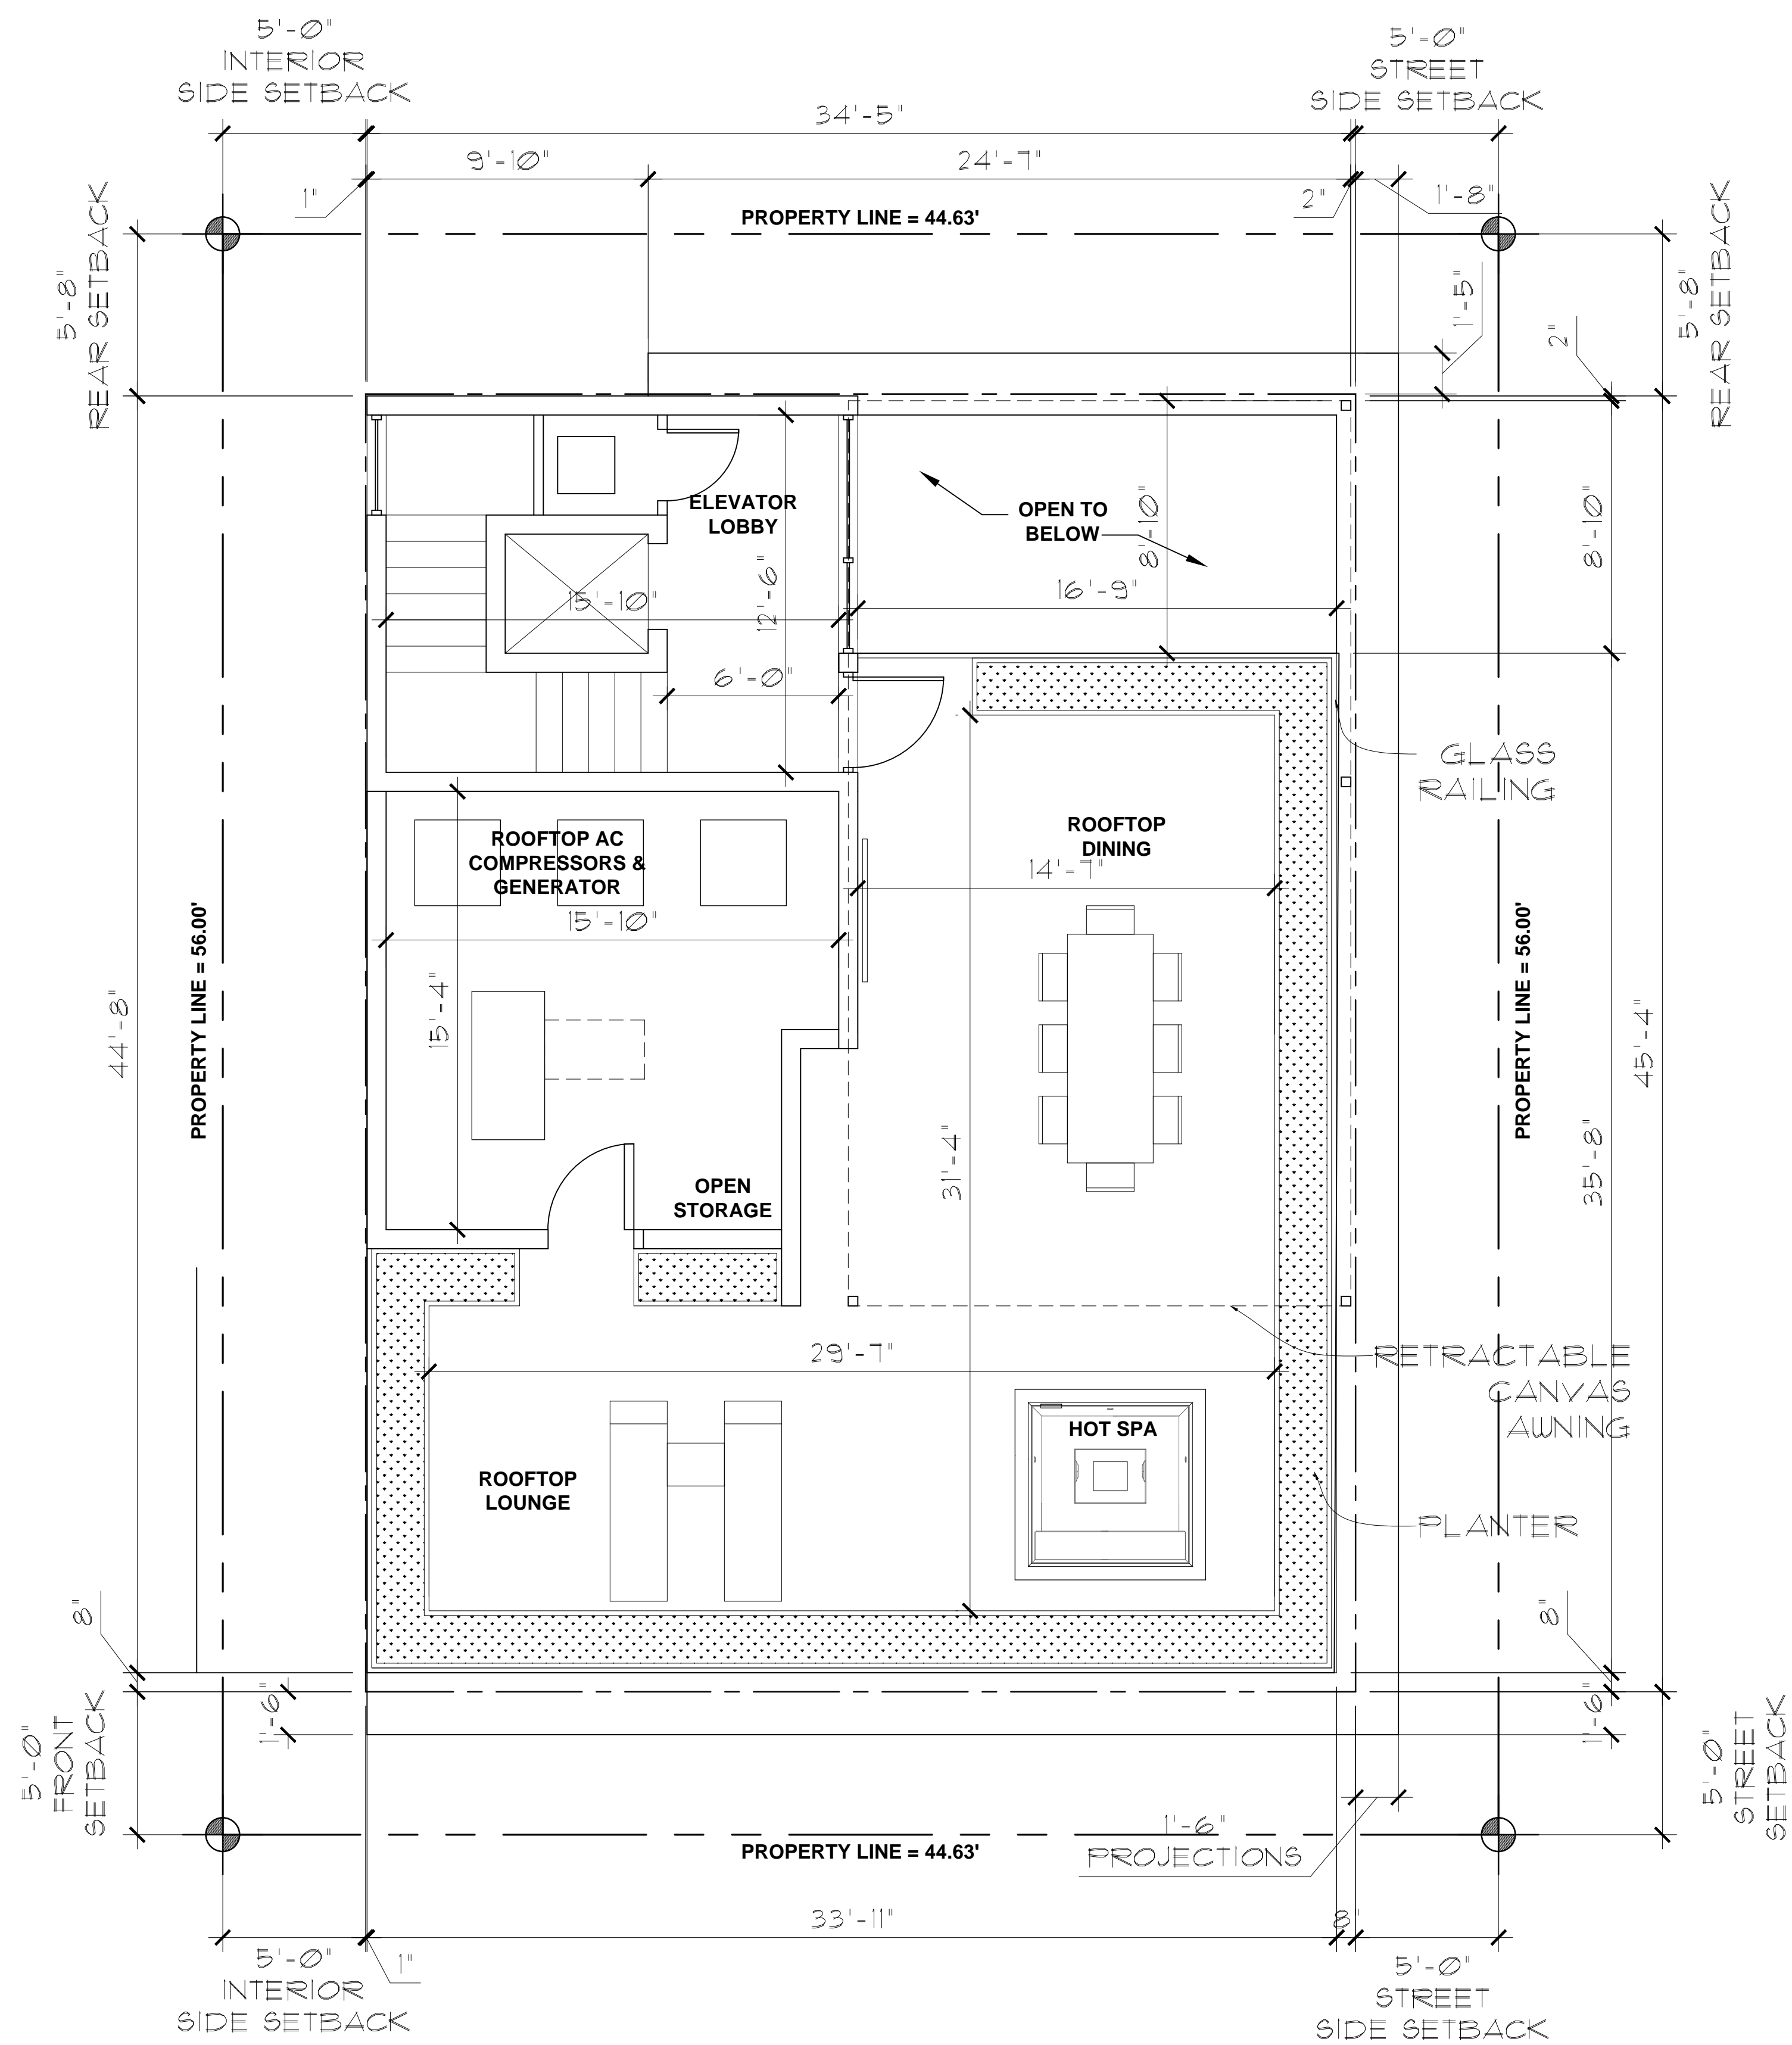 5'-0"
INTERIOR
SIDE SETBACK
5'-0"
STREET
SIDE SETBACK
34'-5"
9'-10"
24'-7"
1"
2"
1'-8"
PROPERTY LINE = 44.63'
5'-8"
REAR SETBACK
1'-5"
2"
5'-8"
REAR SETBACK
ELEVATOR
LOBBY
OPEN TO
BELOW
8'-10"
8'-10"
15'-10"
12'-6"
16'-9"
6'-0"
GLASS
RAILING
ROOFTOP AC
COMPRESSORS &
GENERATOR
15'-10"
ROOFTOP
DINING
14'-7"
15'-4"
44'-8"
PROPERTY LINE = 56.00'
PROPERTY LINE = 56.00'
45'-4"
31'-4"
35'-8"
OPEN
STORAGE
29'-7"
RETRACTABLE
CANVAS
AWNING
HOT SPA
ROOFTOP
LOUNGE
PLANTER
8"
8"
1'-6"
1'-6"
5'-0"
FRONT
SETBACK
5'-0"
STREET
SETBACK
1'-6"
PROJECTIONS
PROPERTY LINE = 44.63'
33'-11"
8"
5'-0"
INTERIOR
SIDE SETBACK
1"
5'-0"
STREET
SIDE SETBACK